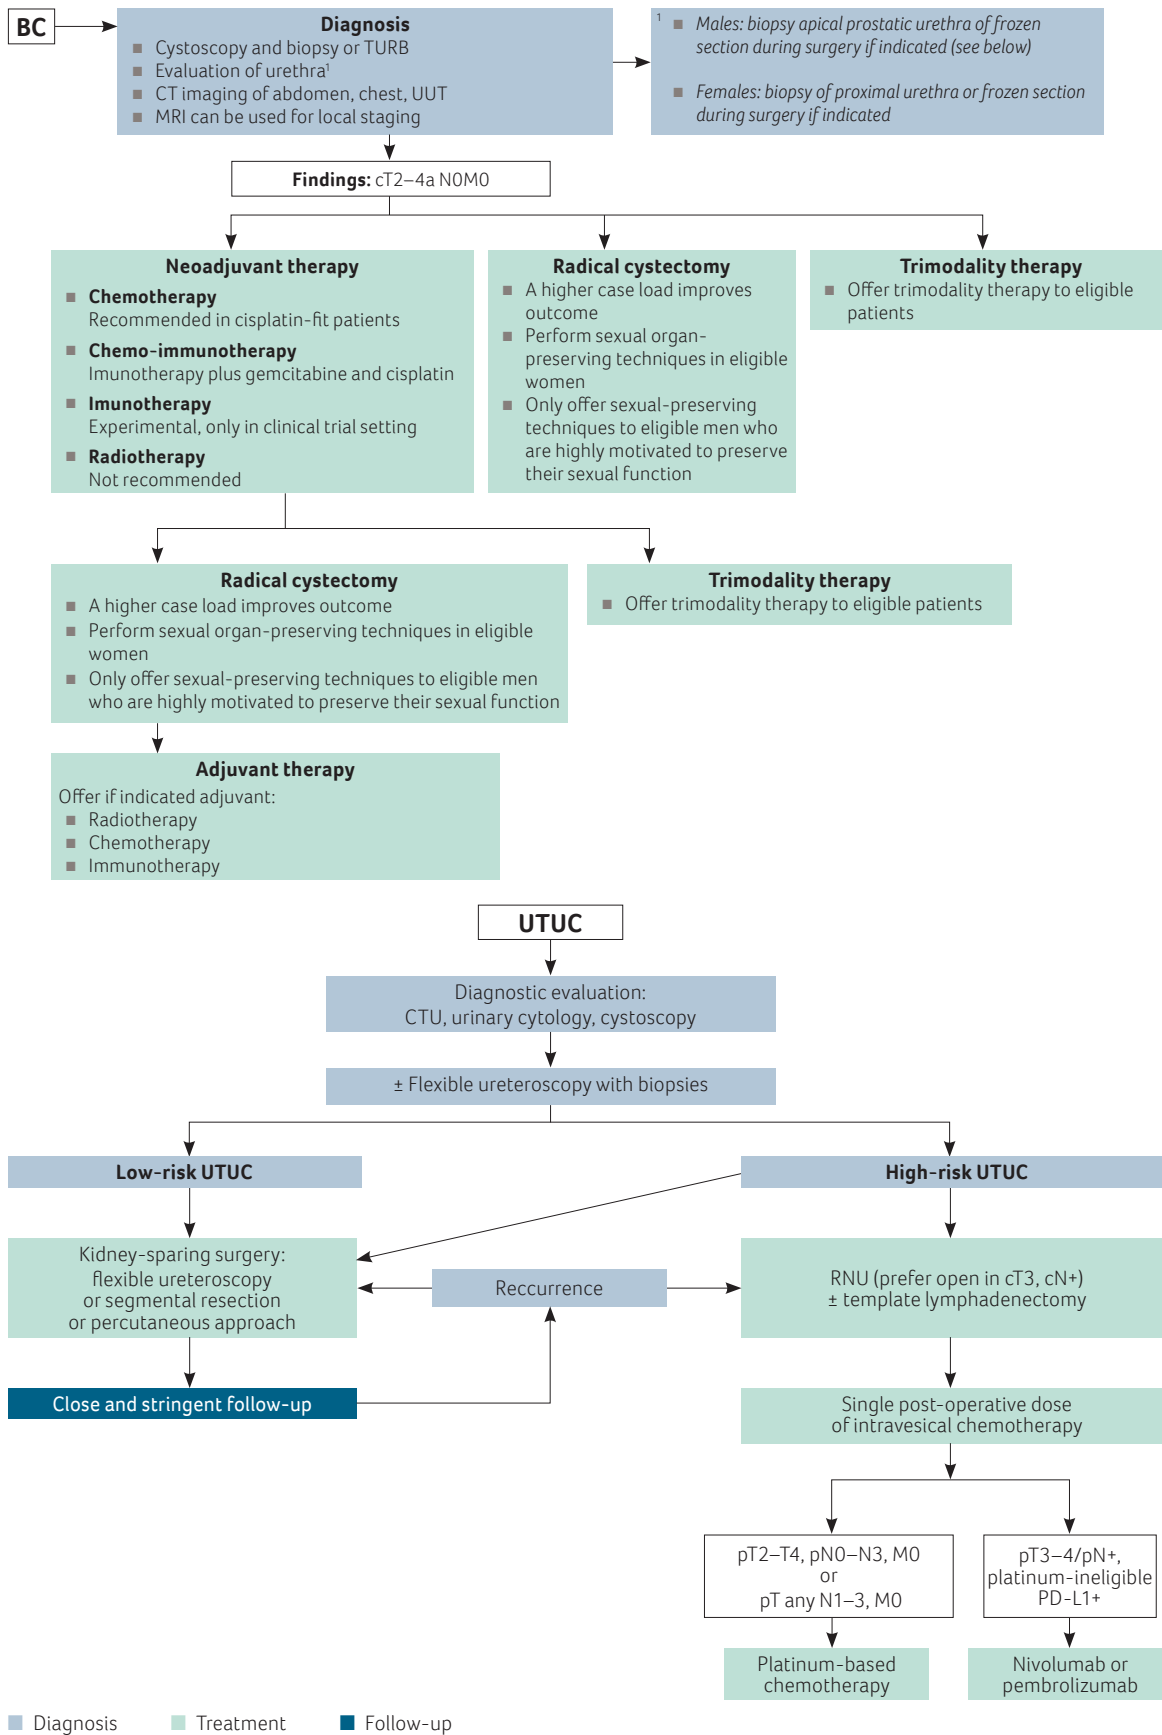 BC
Diagnosis
■ Cystoscopy and biopsy or TURB
■ Evaluation of urethra¹
■ CT imaging of abdomen, chest, UUT
■ MRI can be used for local staging
¹ ■ Males: biopsy apical prostatic urethra of frozen
section during surgery if indicated (see below)
■ Females: biopsy of proximal urethra or frozen section
during surgery if indicated
Findings: cT2–4a N0M0
Neoadjuvant therapy
■ Chemotherapy
Recommended in cisplatin-fit patients
■ Chemo-immunotherapy
Imunotherapy plus gemcitabine and cisplatin
■ Imunotherapy
Experimental, only in clinical trial setting
■ Radiotherapy
Not recommended
Radical cystectomy
■ A higher case load improves
outcome
■ Perform sexual organ-
preserving techniques in eligible
women
■ Only offer sexual-preserving
techniques to eligible men who
are highly motivated to preserve
their sexual function
Trimodality therapy
■ Offer trimodality therapy to eligible
patients
Radical cystectomy
■ A higher case load improves outcome
■ Perform sexual organ-preserving techniques in eligible
women
■ Only offer sexual-preserving techniques to eligible men
who are highly motivated to preserve their sexual function
Trimodality therapy
■ Offer trimodality therapy to eligible patients
Adjuvant therapy
Offer if indicated adjuvant:
■ Radiotherapy
■ Chemotherapy
■ Immunotherapy
UTUC
Diagnostic evaluation:
CTU, urinary cytology, cystoscopy
± Flexible ureteroscopy with biopsies
Low-risk UTUC
High-risk UTUC
Kidney-sparing surgery:
flexible ureteroscopy
or segmental resection
or percutaneous approach
Reccurrence
RNU (prefer open in cT3, cN+)
± template lymphadenectomy
Close and stringent follow-up
Single post-operative dose
of intravesical chemotherapy
pT2–T4, pN0–N3, M0
or
pT any N1–3, M0
pT3–4/pN+,
platinum-ineligible
PD-L1+
Platinum-based
chemotherapy
Nivolumab or
pembrolizumab
■ Diagnosis ■ Treatment ■ Follow-up